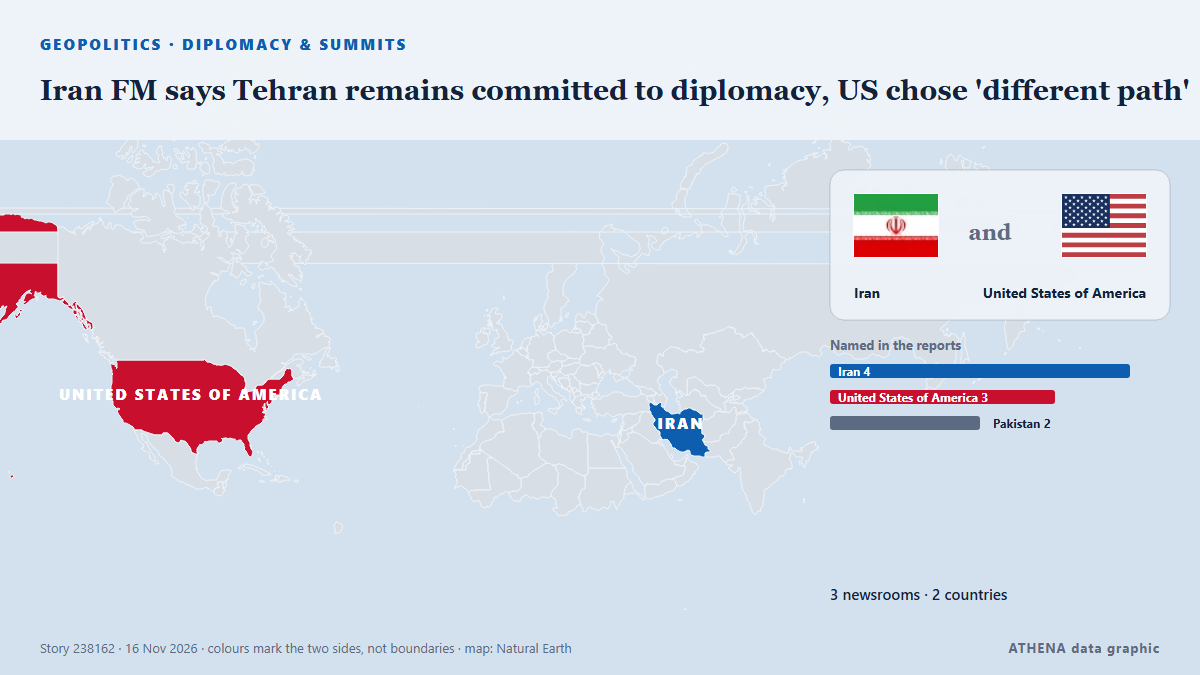 GEOPOLITICS · DIPLOMACY & SUMMITS
Iran FM says Tehran remains committed to diplomacy, US chose 'different path'
and
Iran
United States of America
Named in the reports
Iran 4
United States of America 3
Pakistan 2
UNITED STATES OF AMERICA
IRAN
3 newsrooms · 2 countries
Story 238162 · 16 Nov 2026 · colours mark the two sides, not boundaries · map: Natural Earth
ATHENA data graphic